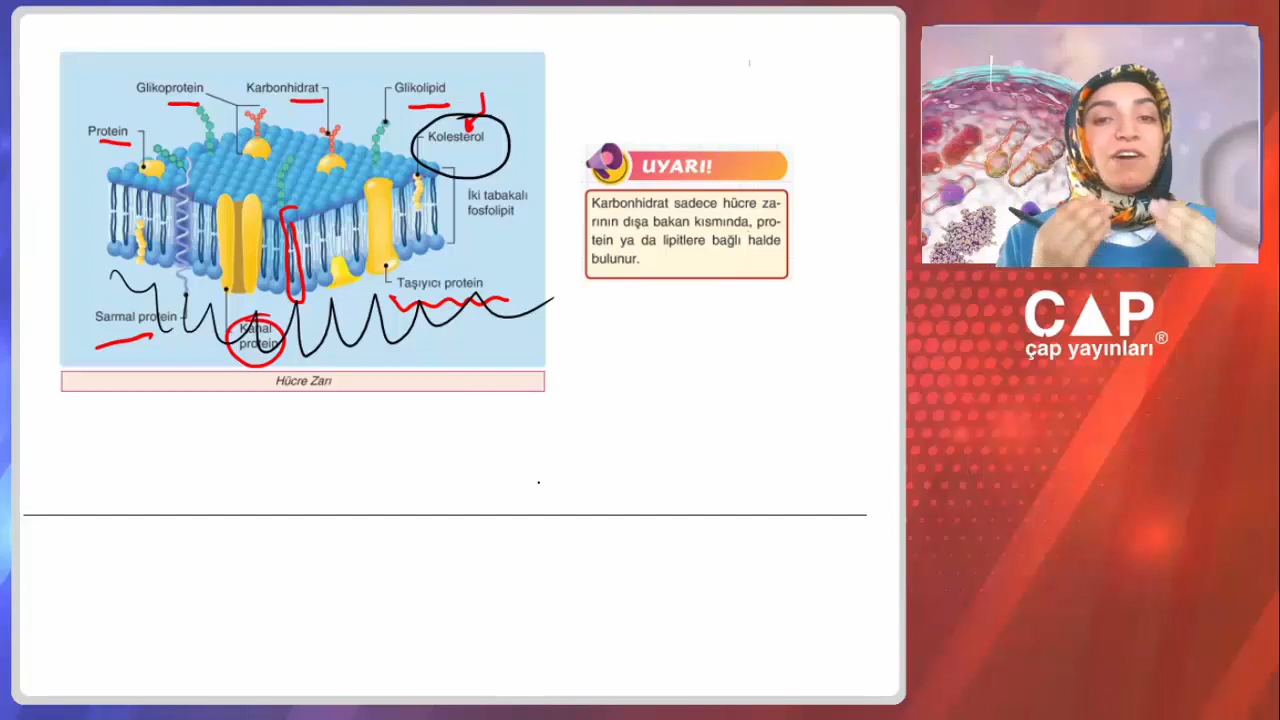 Glikoprotein
Karbonhidrat
Glikolipid
Protein
Kolesterol
İki tabakalı
fosfolipit
Taşıyıcı protein
Sarmal protein
Kanal
protein
Hücre Zarı
UYARI!
Karbonhidrat sadece hücre za-
rının dışa bakan kısmında, pro-
tein ya da lipitlere bağlı halde
bulunur.
ÇAP®
çap yayınları